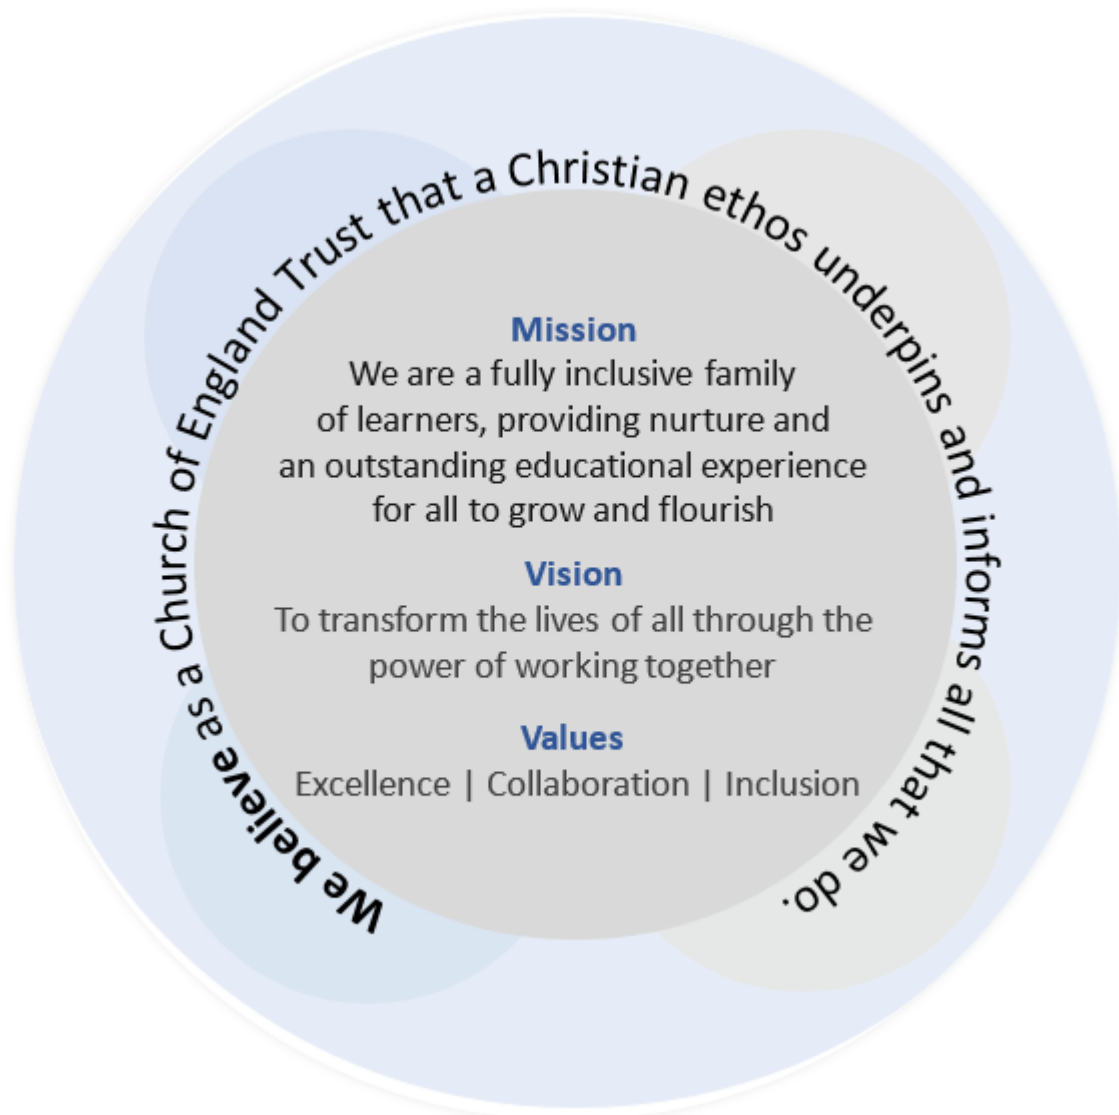 We believe as a Church of England Trust that a Christian ethos underpins and informs all that we do.
Mission
We are a fully inclusive family
of learners, providing nurture and
an outstanding educational experience
for all to grow and flourish
Vision
To transform the lives of all through the
power of working together
Values
Excellence | Collaboration | Inclusion